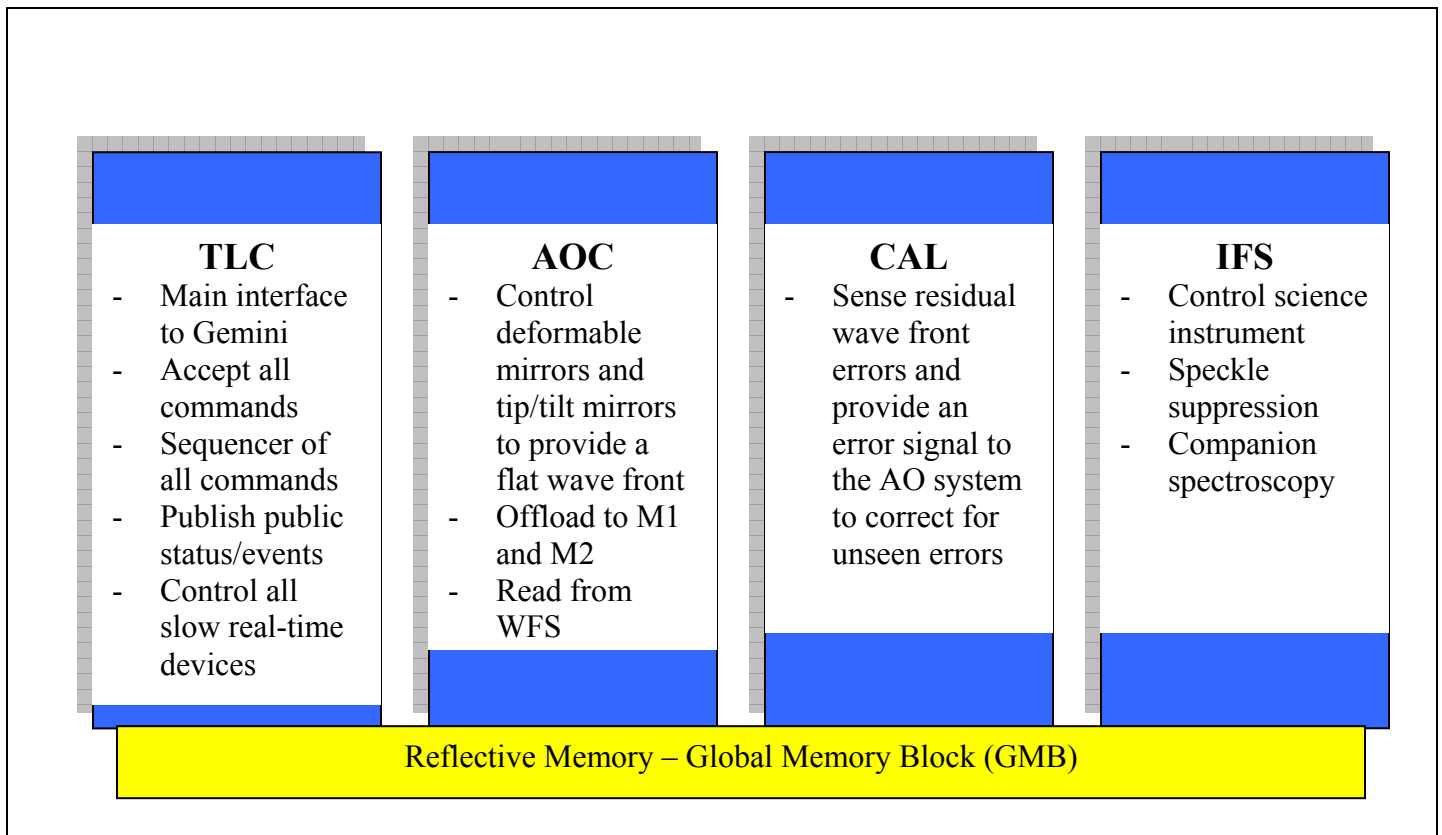 TLC
- Main interface
to Gemini
- Accept all
commands
- Sequencer of
all commands
- Publish public
status/events
- Control all
slow real-time
devices
AOC
- Control
deformable
mirrors and
tip/tilt mirrors
to provide a
flat wave front
- Offload to M1
and M2
- Read from
WFS
CAL
- Sense residual
wave front
errors and
provide an
error signal to
the AO system
to correct for
unseen errors
IFS
- Control science
instrument
- Speckle
suppression
- Companion
spectroscopy
Reflective Memory – Global Memory Block (GMB)